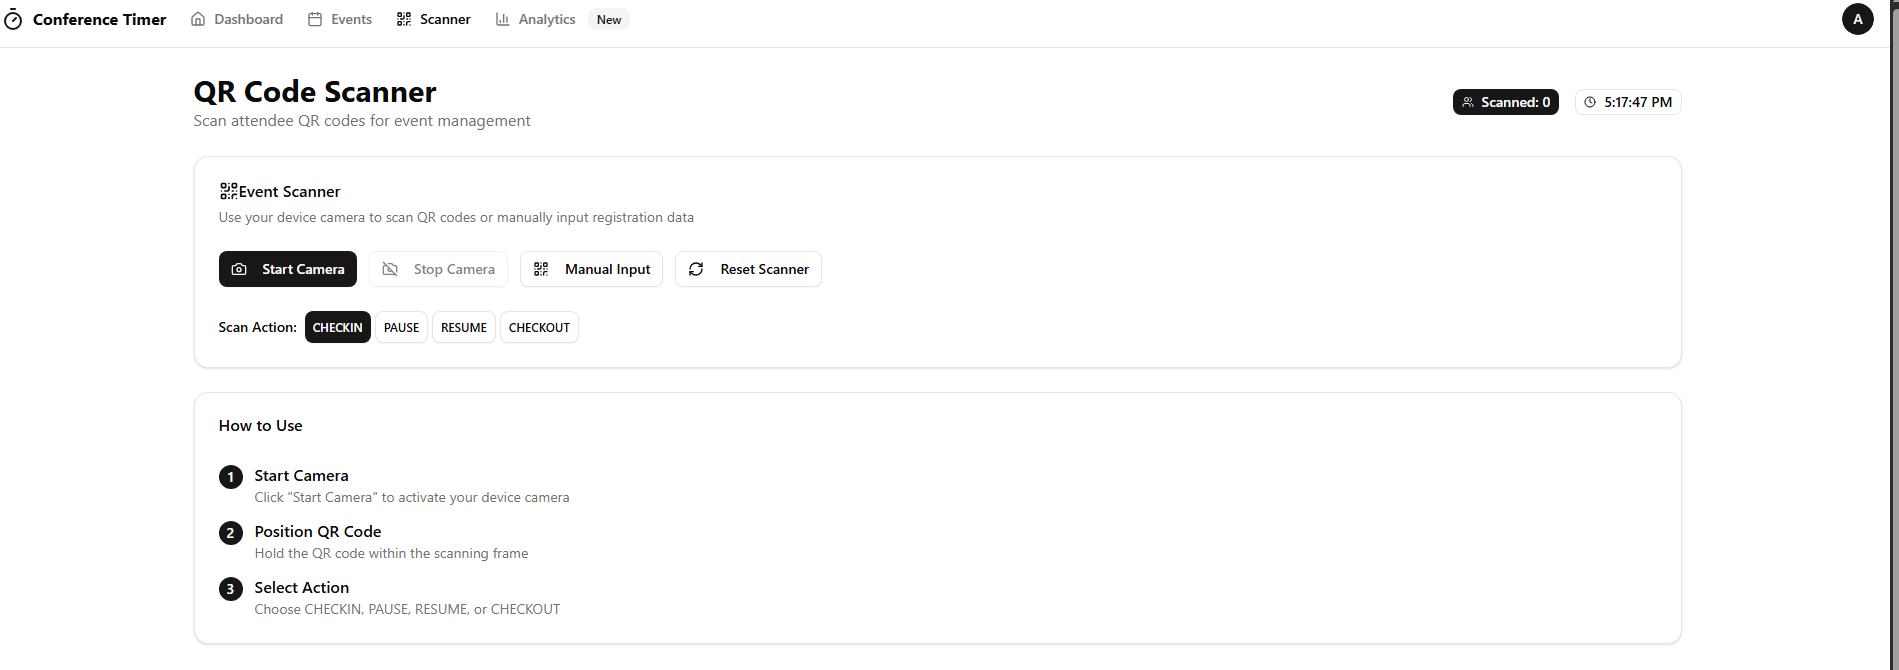 Conference Timer Dashboard Events Scanner Analytics New A
QR Code Scanner
Scan attendee QR codes for event management
Scanned: 0 5:17:47 PM
Event Scanner
Use your device camera to scan QR codes or manually input registration data
Start Camera Stop Camera Manual Input Reset Scanner
Scan Action: CHECKIN PAUSE RESUME CHECKOUT
How to Use
1 Start Camera
Click "Start Camera" to activate your device camera
2 Position QR Code
Hold the QR code within the scanning frame
3 Select Action
Choose CHECKIN, PAUSE, RESUME, or CHECKOUT